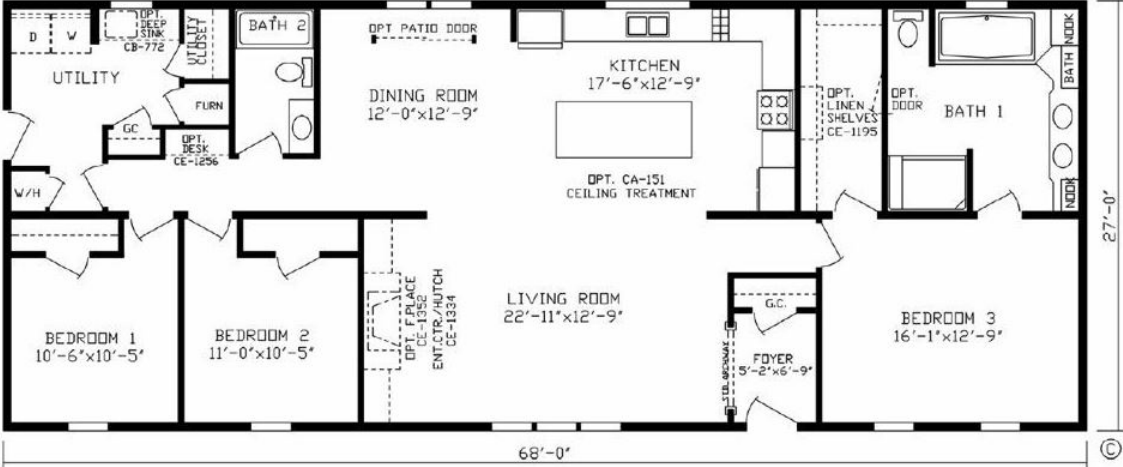 D
W
OPT.
DEEP
SINK
CB-772
UTILITY
CLOSET
BATH 2
OPT PATIO DOOR
KITCHEN
17'-6"x12'-9"
NOOK
BATH
UTILITY
FURN
DINING ROOM
12'-0"x12'-9"
OPT.
LINEN
SHELVES
CE-1195
OPT.
DOOR
BATH 1
GC
OPT.
DESK
CE-1256
W/H
OPT. CA-151
CEILING TREATMENT
NOOK
27'-0"
LIVING ROOM
22'-11"x12'-9"
G.C.
OPT. F.PLACE
CE-1352
ENT.CTR./HUTCH
CE-1334
BEDROOM 1
10'-6"x10'-5"
BEDROOM 2
11'-0"x10'-5"
STD.ARCHWAY
FOYER
5'-2"x6'-9"
BEDROOM 3
16'-1"x12'-9"
68'-0"
©